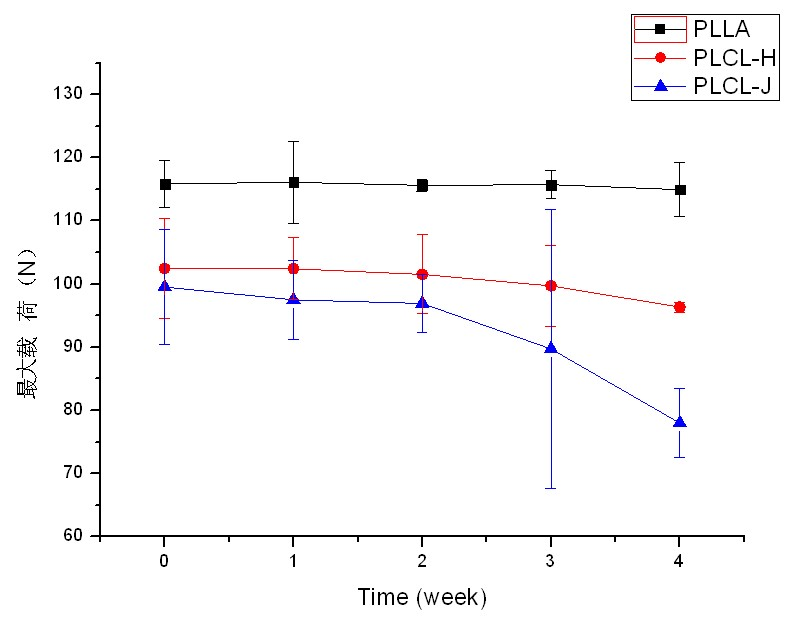 PLLA
PLCL-H
PLCL-J
130
120
110
100
90
80
70
60
最大载 荷（N）
0 1 2 3 4
Time (week)